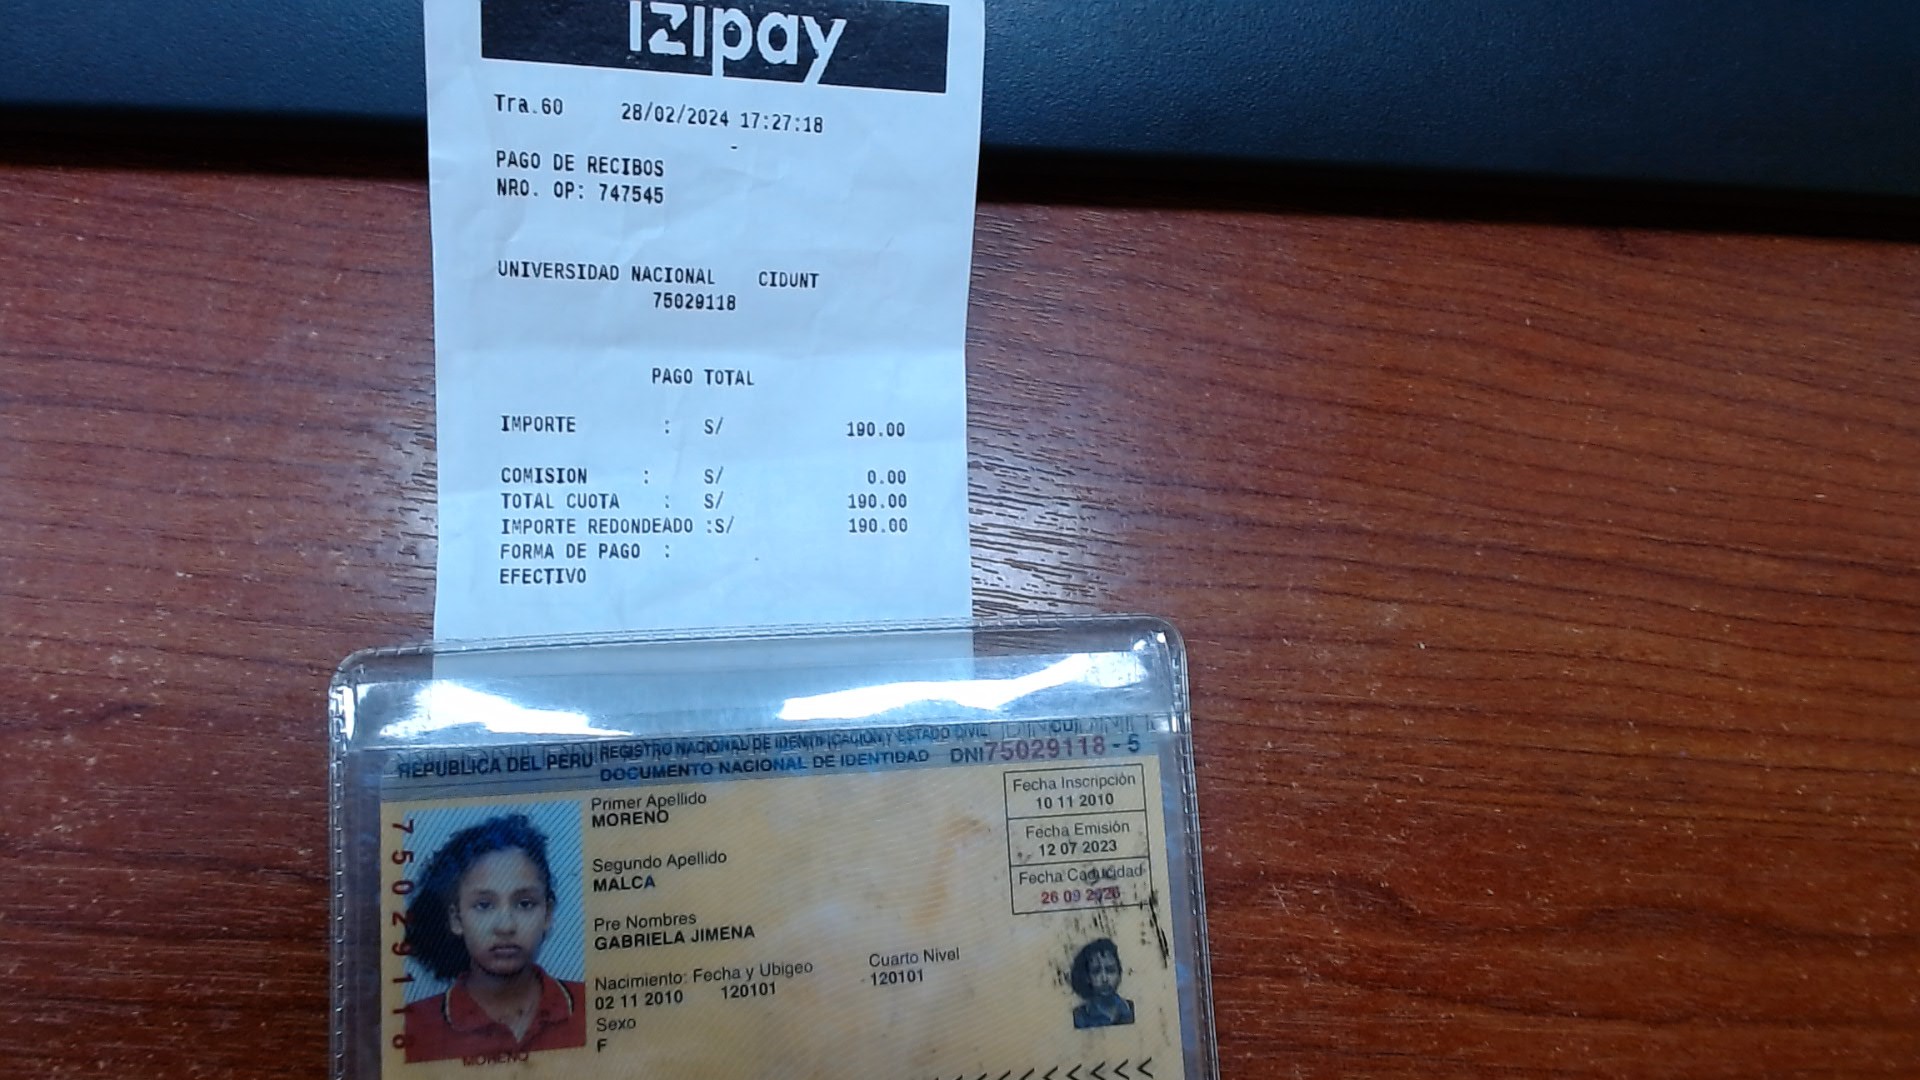 izipay
Tra.60 28/02/2024 17:27:18
-
PAGO DE RECIBOS
NRO. OP: 747545
UNIVERSIDAD NACIONAL CIDUNT
75029118
PAGO TOTAL
IMPORTE : S/ 190.00
COMISION : S/ 0.00
TOTAL CUOTA : S/ 190.00
IMPORTE REDONDEADO :S/ 190.00
FORMA DE PAGO :
EFECTIVO
REPUBLICA DEL PERU REGISTRO NACIONAL DE IDENTIFICACION Y ESTADO CIVIL
DOCUMENTO NACIONAL DE IDENTIDAD DNI 75029118 - 5
75029118
Primer Apellido
MORENO
Segundo Apellido
MALCA
Pre Nombres
GABRIELA JIMENA
Nacimiento: Fecha y Ubigeo
02 11 2010 120101
Sexo
F
Cuarto Nivel
120101
Fecha Inscripción
10 11 2010
Fecha Emisión
12 07 2023
Fecha Caducidad
26 09 2026
MORENO
<<<<<<<<<